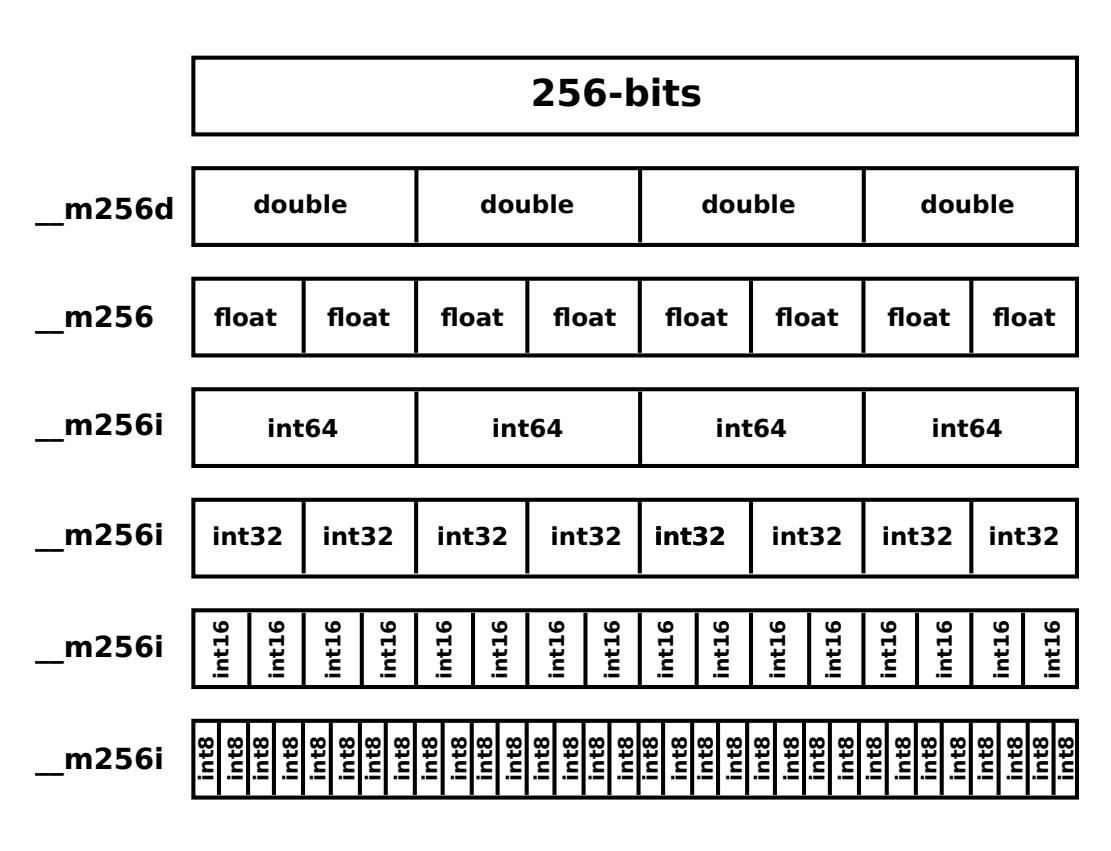 256-bits
__m256d double double double double
__m256 float float float float float float float float
__m256i int64 int64 int64 int64
__m256i int32 int32 int32 int32 int32 int32 int32 int32
__m256i int16 int16 int16 int16 int16 int16 int16 int16 int16 int16 int16 int16 int16 int16 int16 int16
__m256i int8 int8 int8 int8 int8 int8 int8 int8 int8 int8 int8 int8 int8 int8 int8 int8 int8 int8 int8 int8 int8 int8 int8 int8 int8 int8 int8 int8 int8 int8 int8 int8